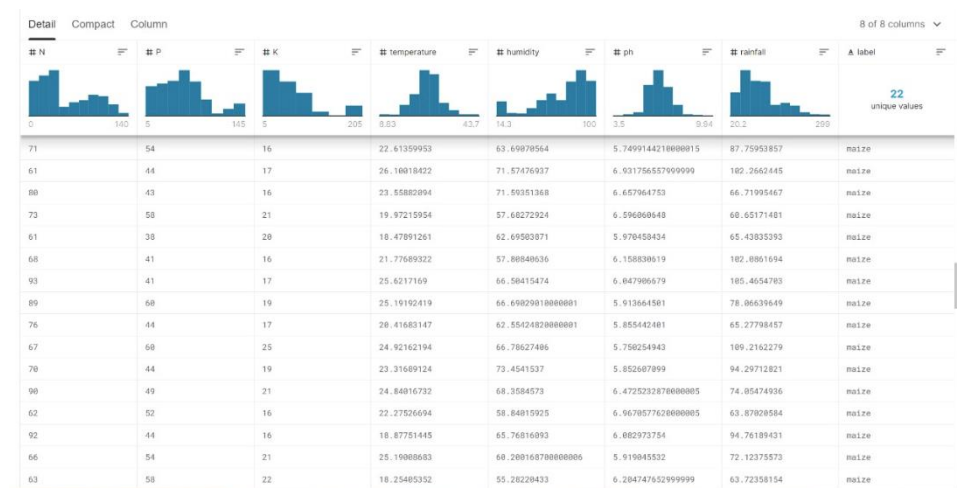 Detail Compact Column 8 of 8 columns
# N # P # K # temperature # humidity # ph # rainfall A label
22
unique values
0 140 5 145 5 205 8.83 43.7 14.3 100 3.5 9.94 20.2 299
71 54 16 22.61359953 63.69070564 5.7499144210000015 87.75953857 maize
61 44 17 26.10018422 71.57476937 6.931756557999999 102.2662445 maize
80 43 16 23.55882094 71.59351368 6.657964753 66.71995467 maize
73 58 21 19.97215954 57.68272924 6.596060648 60.65171481 maize
61 38 20 18.47891261 62.69503871 5.970458434 65.43835393 maize
68 41 16 21.77689322 57.80840636 6.158830619 102.0861694 maize
93 41 17 25.6217169 66.50415474 6.047906679 105.4654703 maize
89 60 19 25.19192419 66.69029010000001 5.913664501 78.06639649 maize
76 44 17 20.41683147 62.55424820000001 5.855442401 65.27798457 maize
67 60 25 24.92162194 66.78627406 5.750254943 109.2162279 maize
70 44 19 23.31689124 73.4541537 5.852607099 94.29712821 maize
90 49 21 24.84016732 68.3584573 6.4725232870000005 74.05474936 maize
62 52 16 22.27526694 58.84015925 6.9670577620000005 63.87020584 maize
92 44 16 18.87751445 65.76816093 6.082973754 94.76189431 maize
66 54 21 25.19008683 60.200168700000006 5.919045532 72.12375573 maize
63 58 22 18.25405352 55.28220433 6.204747652999999 63.72358154 maize